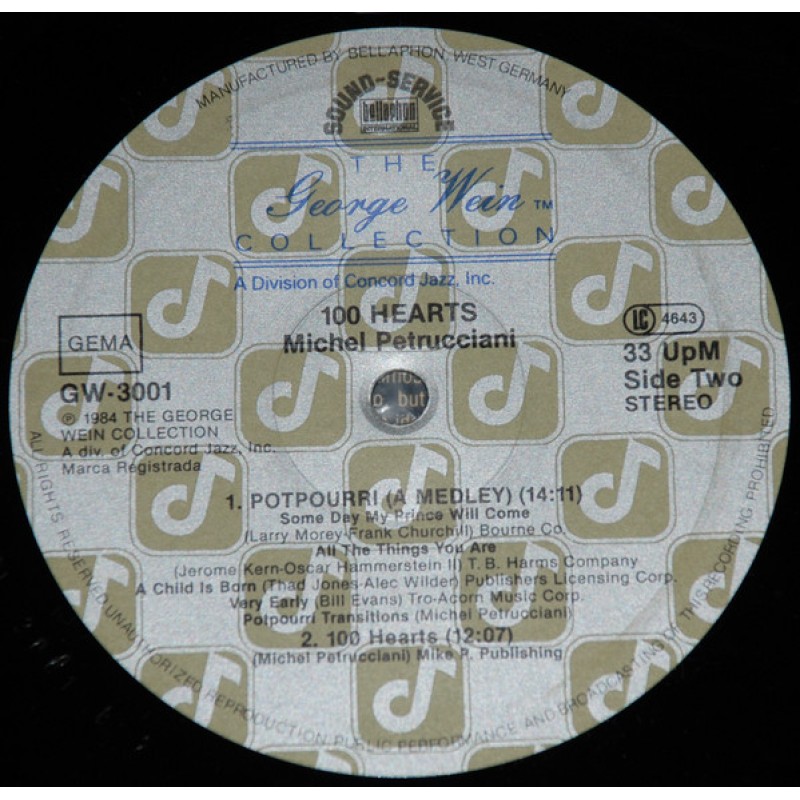 MANUFACTURED BY BELLAPHON, WEST GERMANY
SOUND-SERVICE
bellaphon
THE
George Wein TM
COLLECTION
A Division of Concord Jazz, Inc.
100 HEARTS
Michel Petrucciani
GEMA
GW-3001
℗ 1984 THE GEORGE
WEIN COLLECTION
A div. of Concord Jazz, Inc.
Marca Registrada
LC 4643
33 UpM
Side Two
STEREO
but
1. POTPOURRI (A MEDLEY) (14:11)
Some Day My Prince Will Come
(Larry Morey-Frank Churchill) Bourne Co.
All The Things You Are
(Jerome Kern-Oscar Hammerstein II) T.B. Harms Company
A Child Is Born (Thad Jones-Alec Wilder) Publishers Licensing Corp.
Very Early (Bill Evans) Tro-Acorn Music Corp.
Potpourri Transitions (Michel Petrucciani)
2. 100 Hearts (12:07)
(Michel Petrucciani) Mike P. Publishing
ALL RIGHTS RESERVED UNAUTHORIZED REPRODUCTION, PUBLIC PERFORMANCE AND BROADCASTING OF THIS RECORDING PROHIBITED